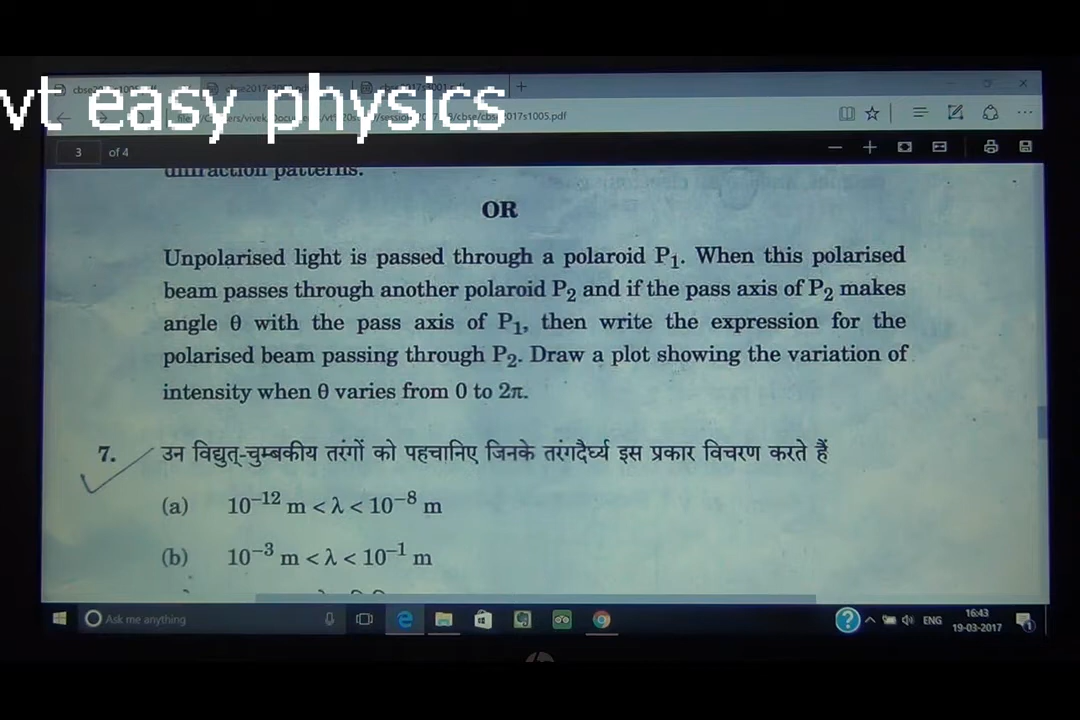 vt easy physics
3 of 4
diffraction patterns.
OR
Unpolarised light is passed through a polaroid P₁. When this polarised
beam passes through another polaroid P₂ and if the pass axis of P₂ makes
angle θ with the pass axis of P₁, then write the expression for the
polarised beam passing through P₂. Draw a plot showing the variation of
intensity when θ varies from 0 to 2π.
7. उन विद्युत्-चुम्बकीय तरंगों को पहचानिए जिनके तरंगदैर्घ्य इस प्रकार विचरण करते हैं
(a) 10⁻¹² m < λ < 10⁻⁸ m
(b) 10⁻³ m < λ < 10⁻¹ m
Ask me anything
ENG
16:43
19-03-2017